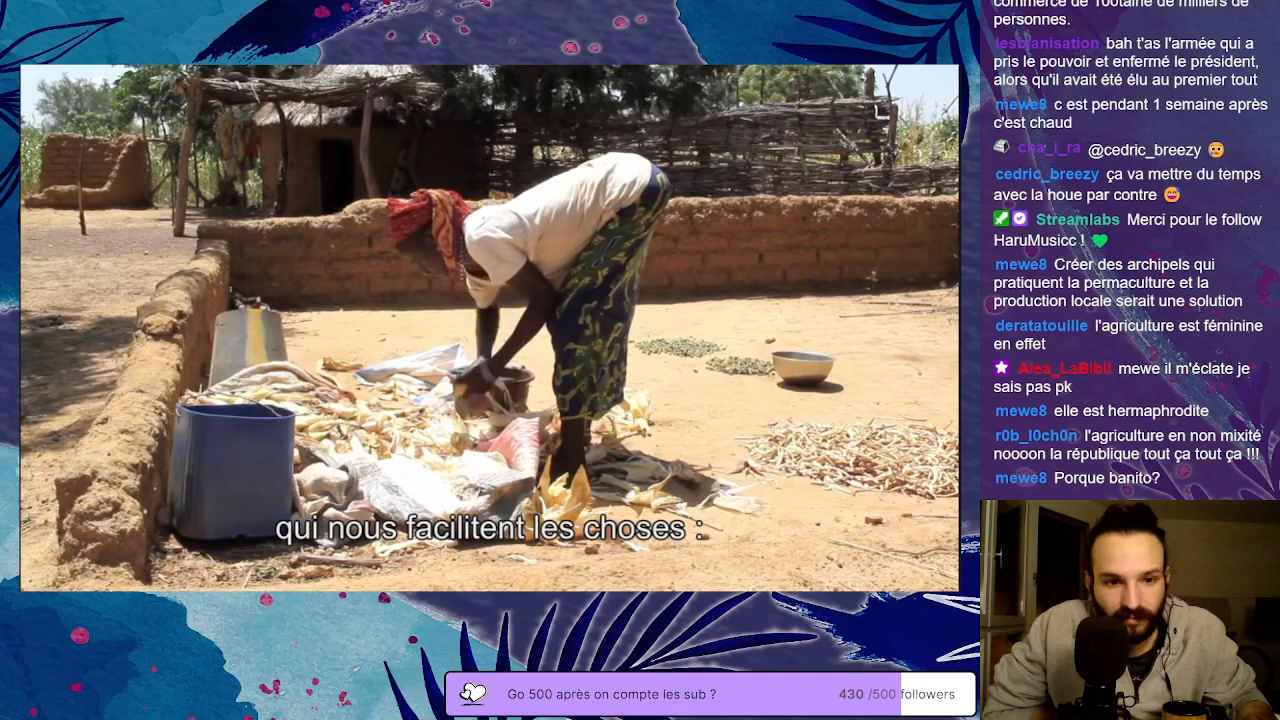 commerce de 100taine de milliers de
personnes.
lesbianisation bah t'as l'armée qui a
pris le pouvoir et enfermé le président,
alors qu'il avait été élu au premier tout
mewe8 c est pendant 1 semaine après
c'est chaud
cha_i_ra @cedric_breezy
cedric_breezy ça va mettre du temps
avec la houe par contre
Streamlabs Merci pour le follow
HaruMusicc !
mewe8 Créer des archipels qui
pratiquent la permaculture et la
production locale serait une solution
deratatouille l'agriculture est féminine
en effet
Alea_LaBibli mewe il m'éclate je
sais pas pk
mewe8 elle est hermaphrodite
r0b_l0ch0n l'agriculture en non mixité
noooon la république tout ça tout ça !!!
mewe8 Porque banito?
qui nous facilitent les choses :
Go 500 après on compte les sub ? 430 /500 followers